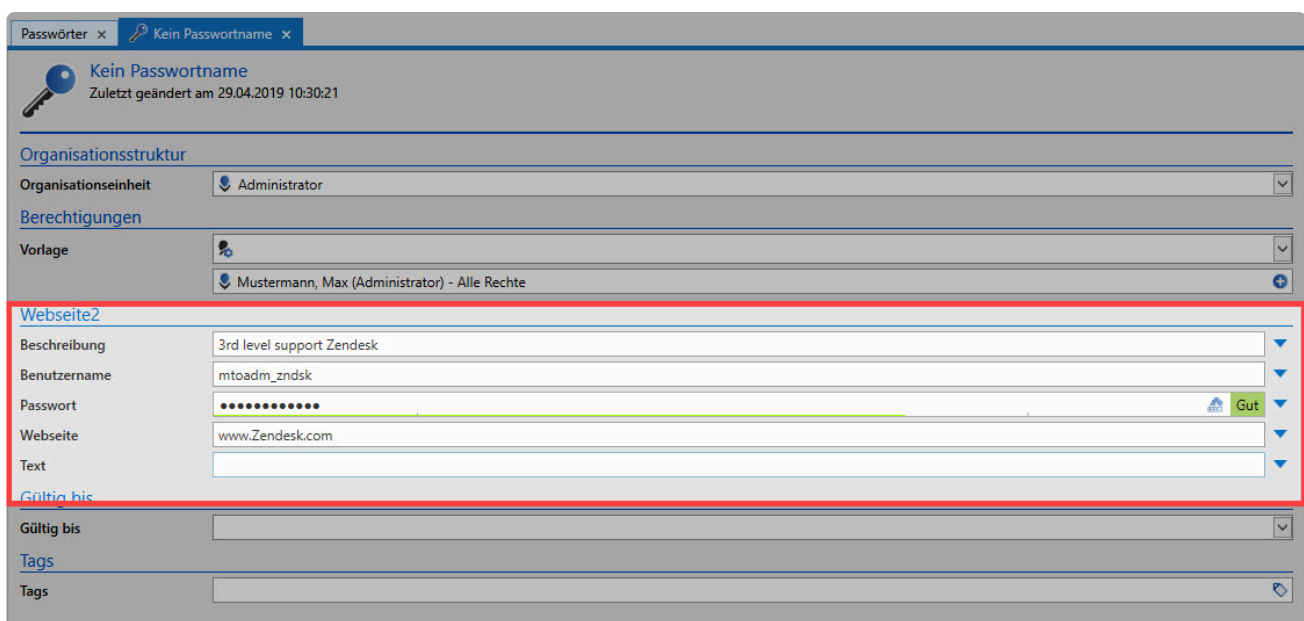 Passwörter x Kein Passwortname x
Kein Passwortname
Zuletzt geändert am 29.04.2019 10:30:21
Organisationsstruktur
Organisationseinheit Administrator
Berechtigungen
Vorlage
Mustermann, Max (Administrator) - Alle Rechte
Webseite2
Beschreibung 3rd level support Zendesk
Benutzername mtoadm_zndsk
Passwort •••••••••••• Gut
Webseite www.Zendesk.com
Text
Gültig bis
Gültig bis
Tags
Tags